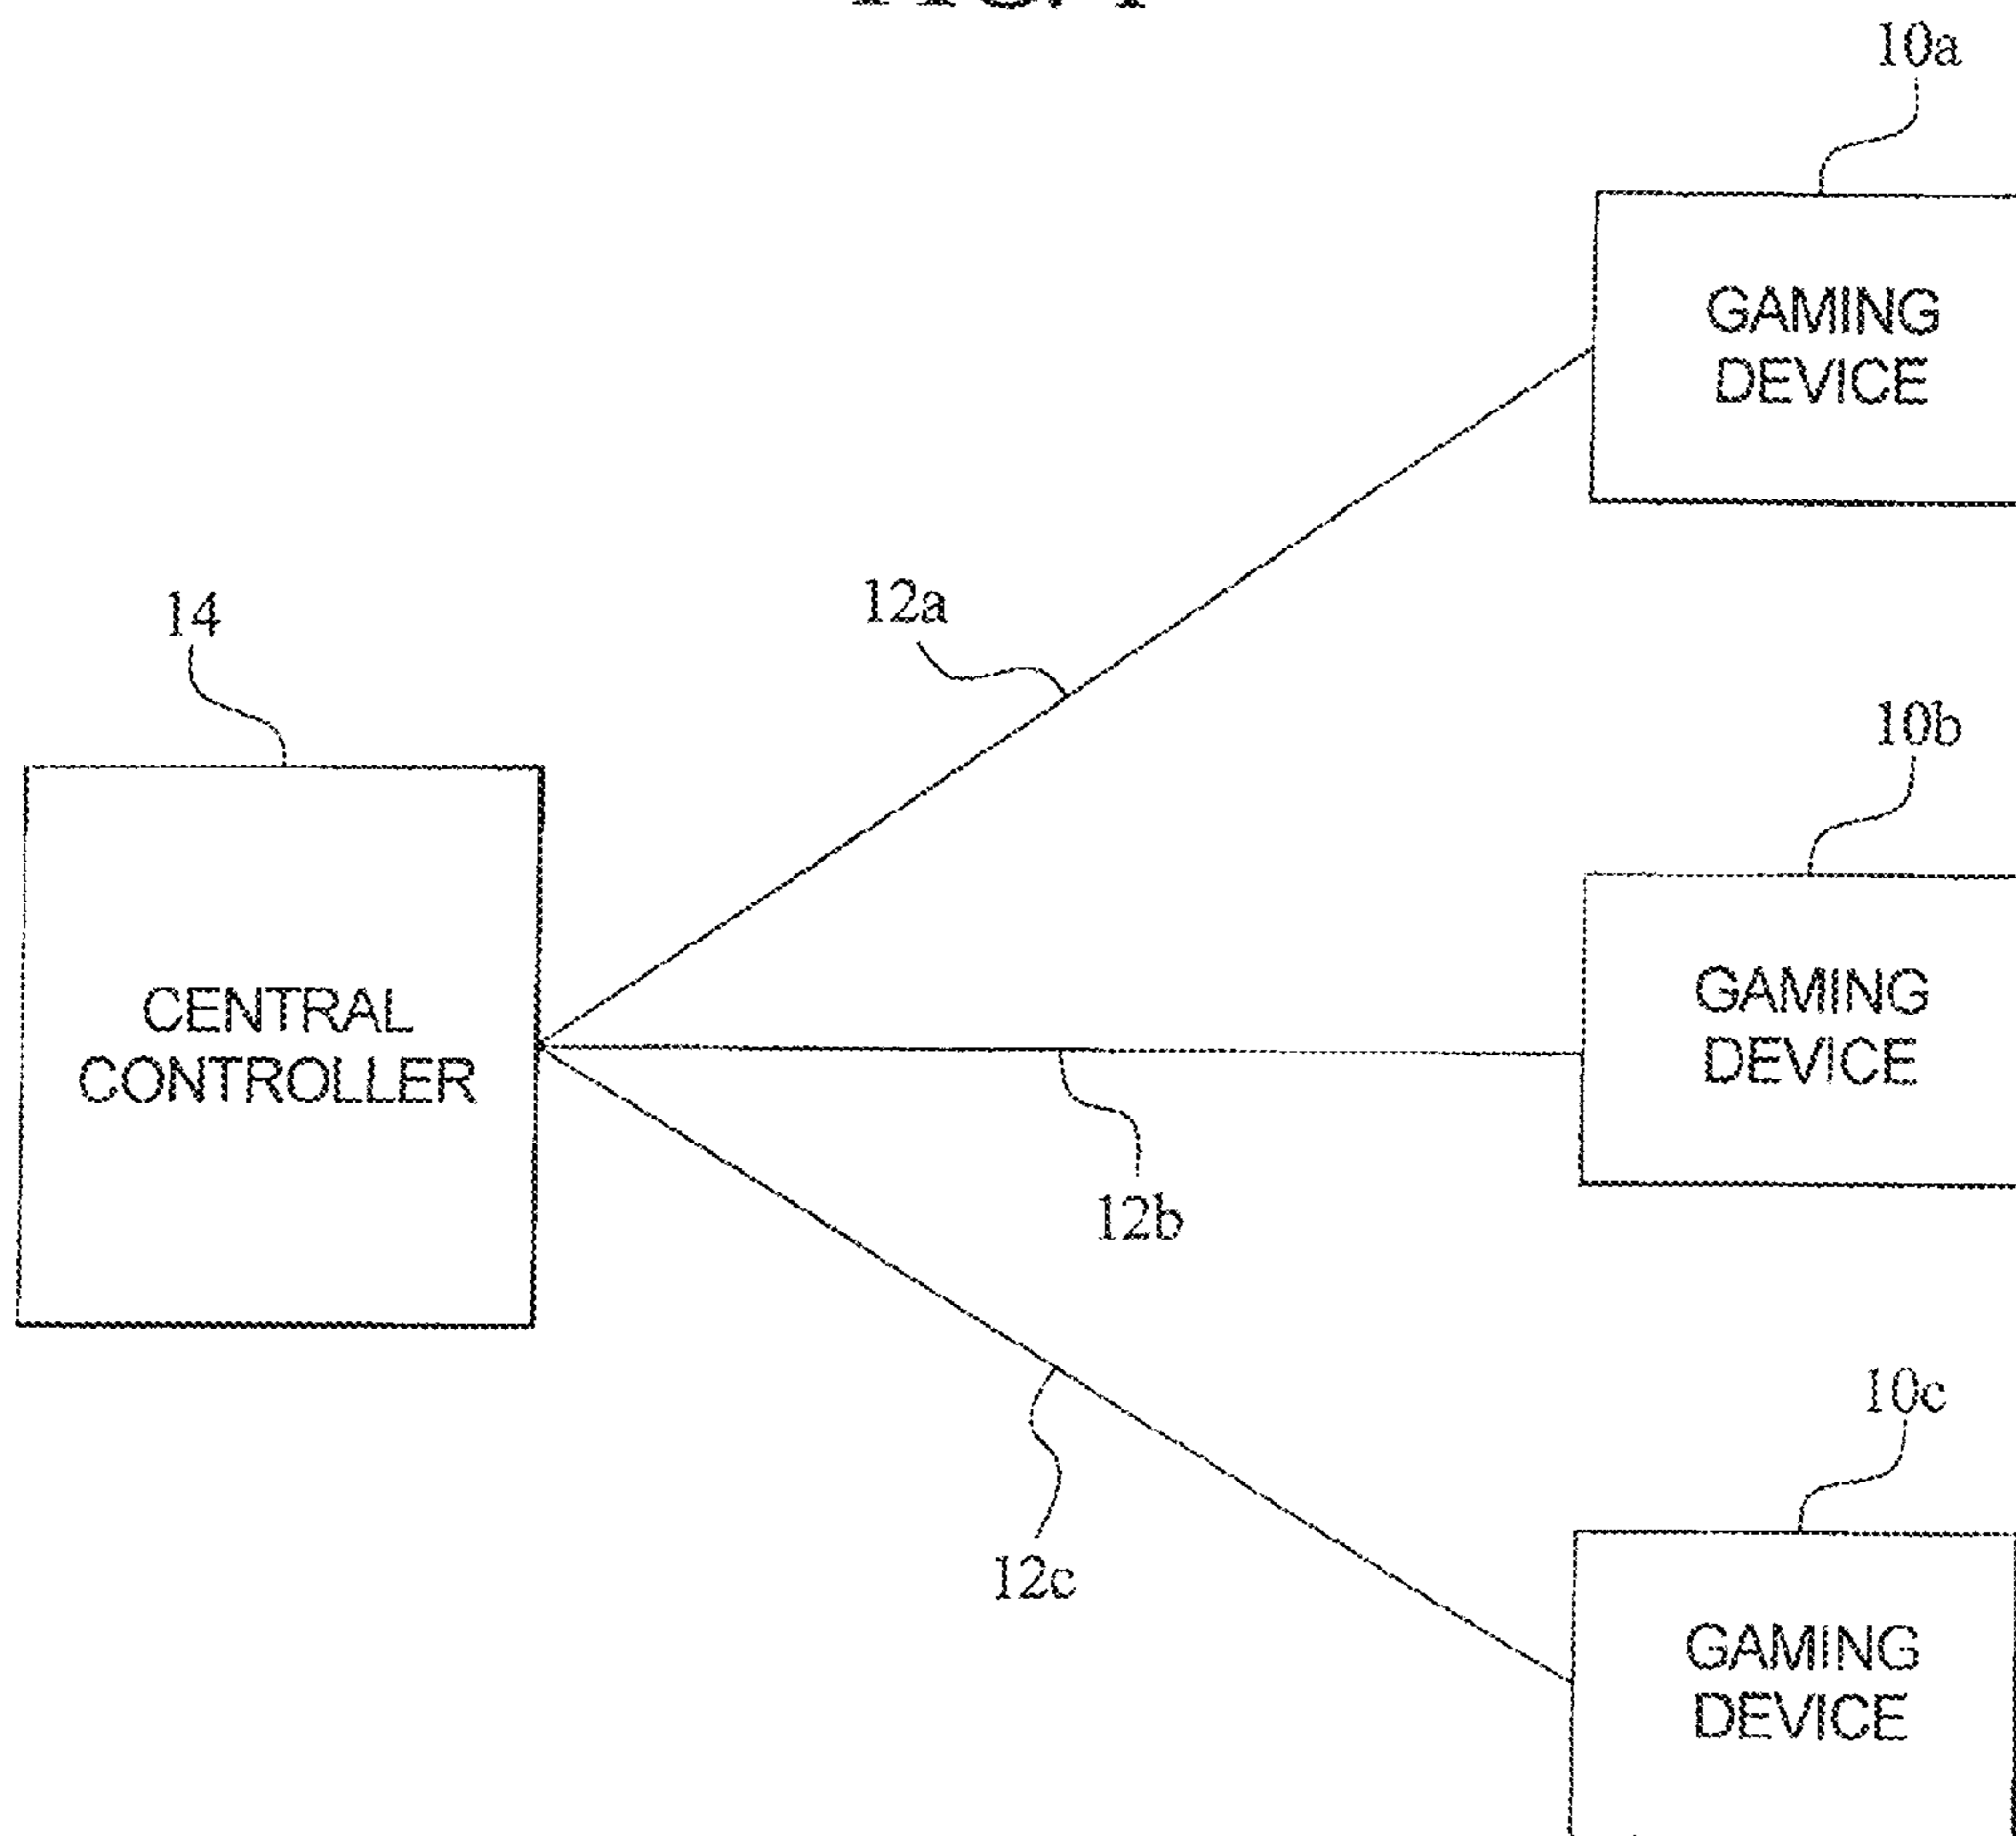 10a
GAMING
DEVICE
14
12a
10b
CENTRAL
CONTROLLER
GAMING
DEVICE
12b
10c
12c
GAMING
DEVICE